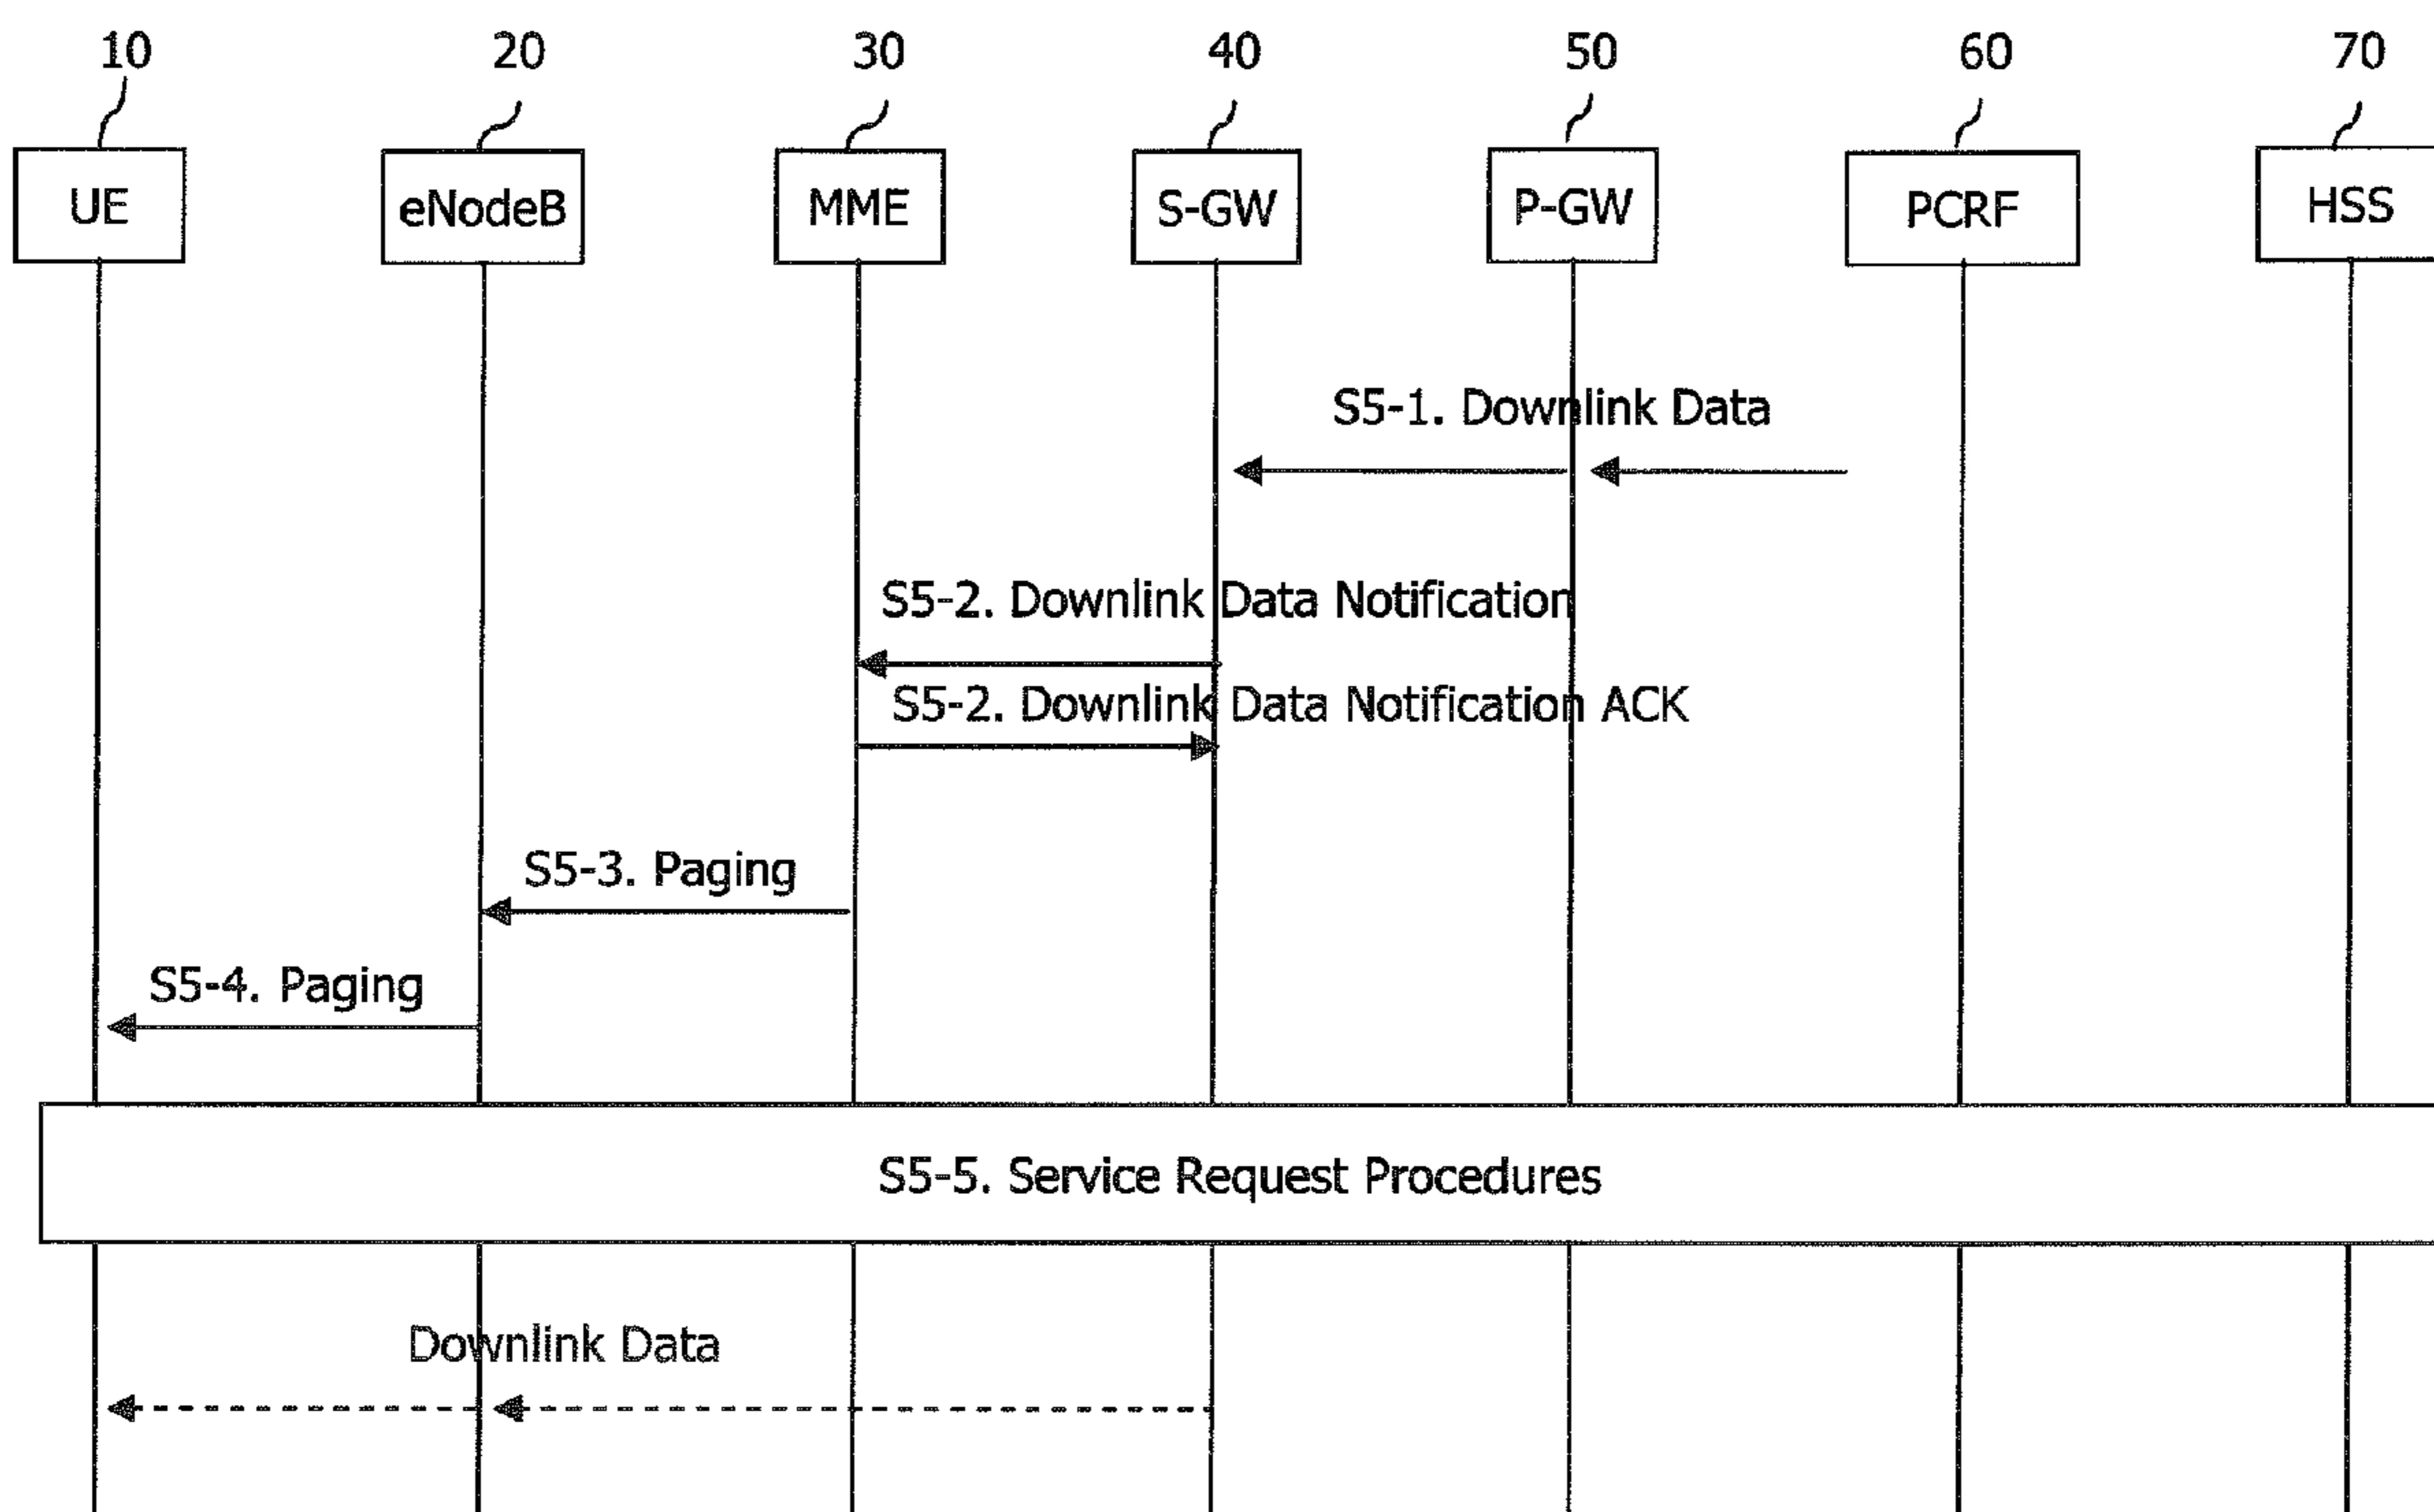 10 20 30 40 50 60 70
UE eNodeB MME S-GW P-GW PCRF HSS
S5-1. Downlink Data
S5-2. Downlink Data Notification
S5-2. Downlink Data Notification ACK
S5-3. Paging
S5-4. Paging
S5-5. Service Request Procedures
Downlink Data